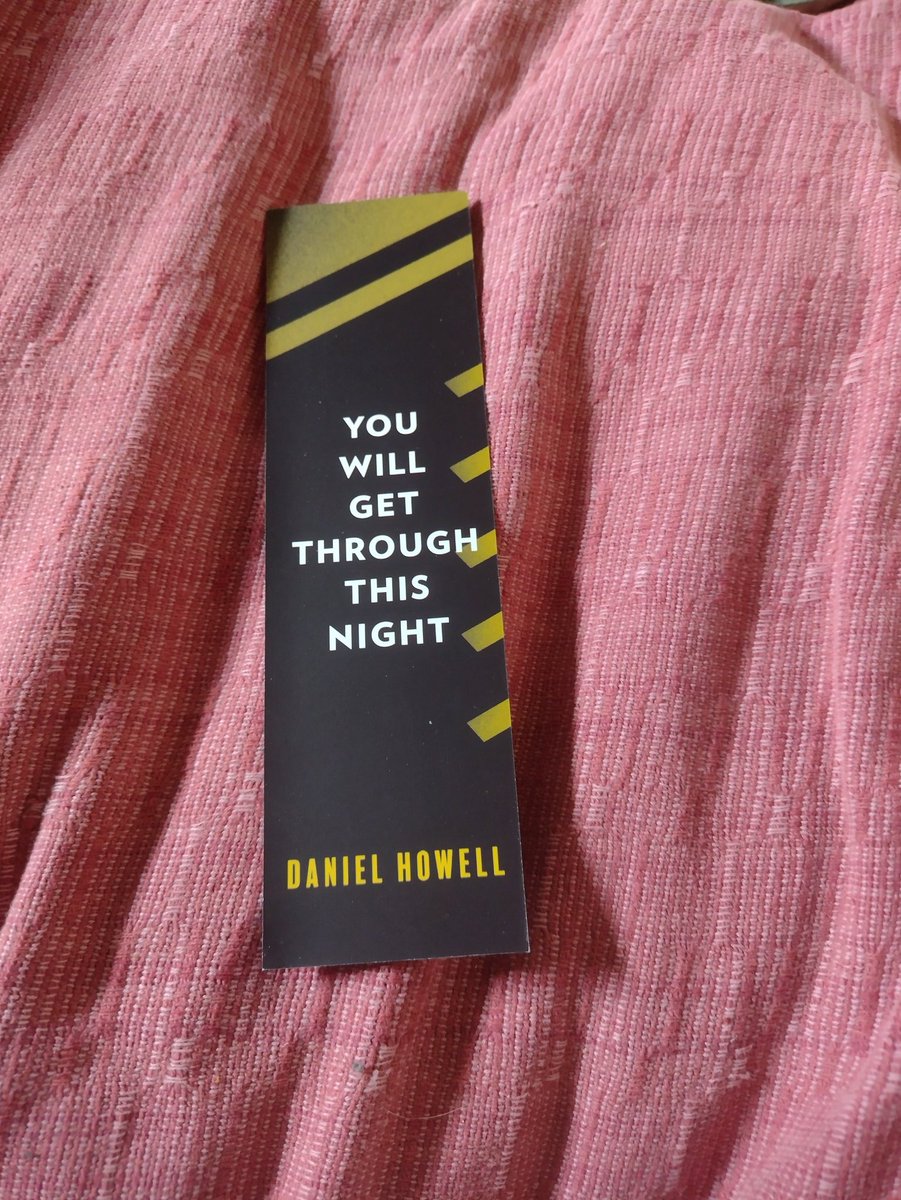 YOU
WILL
GET
THROUGH
THIS
NIGHT
DANIEL HOWELL